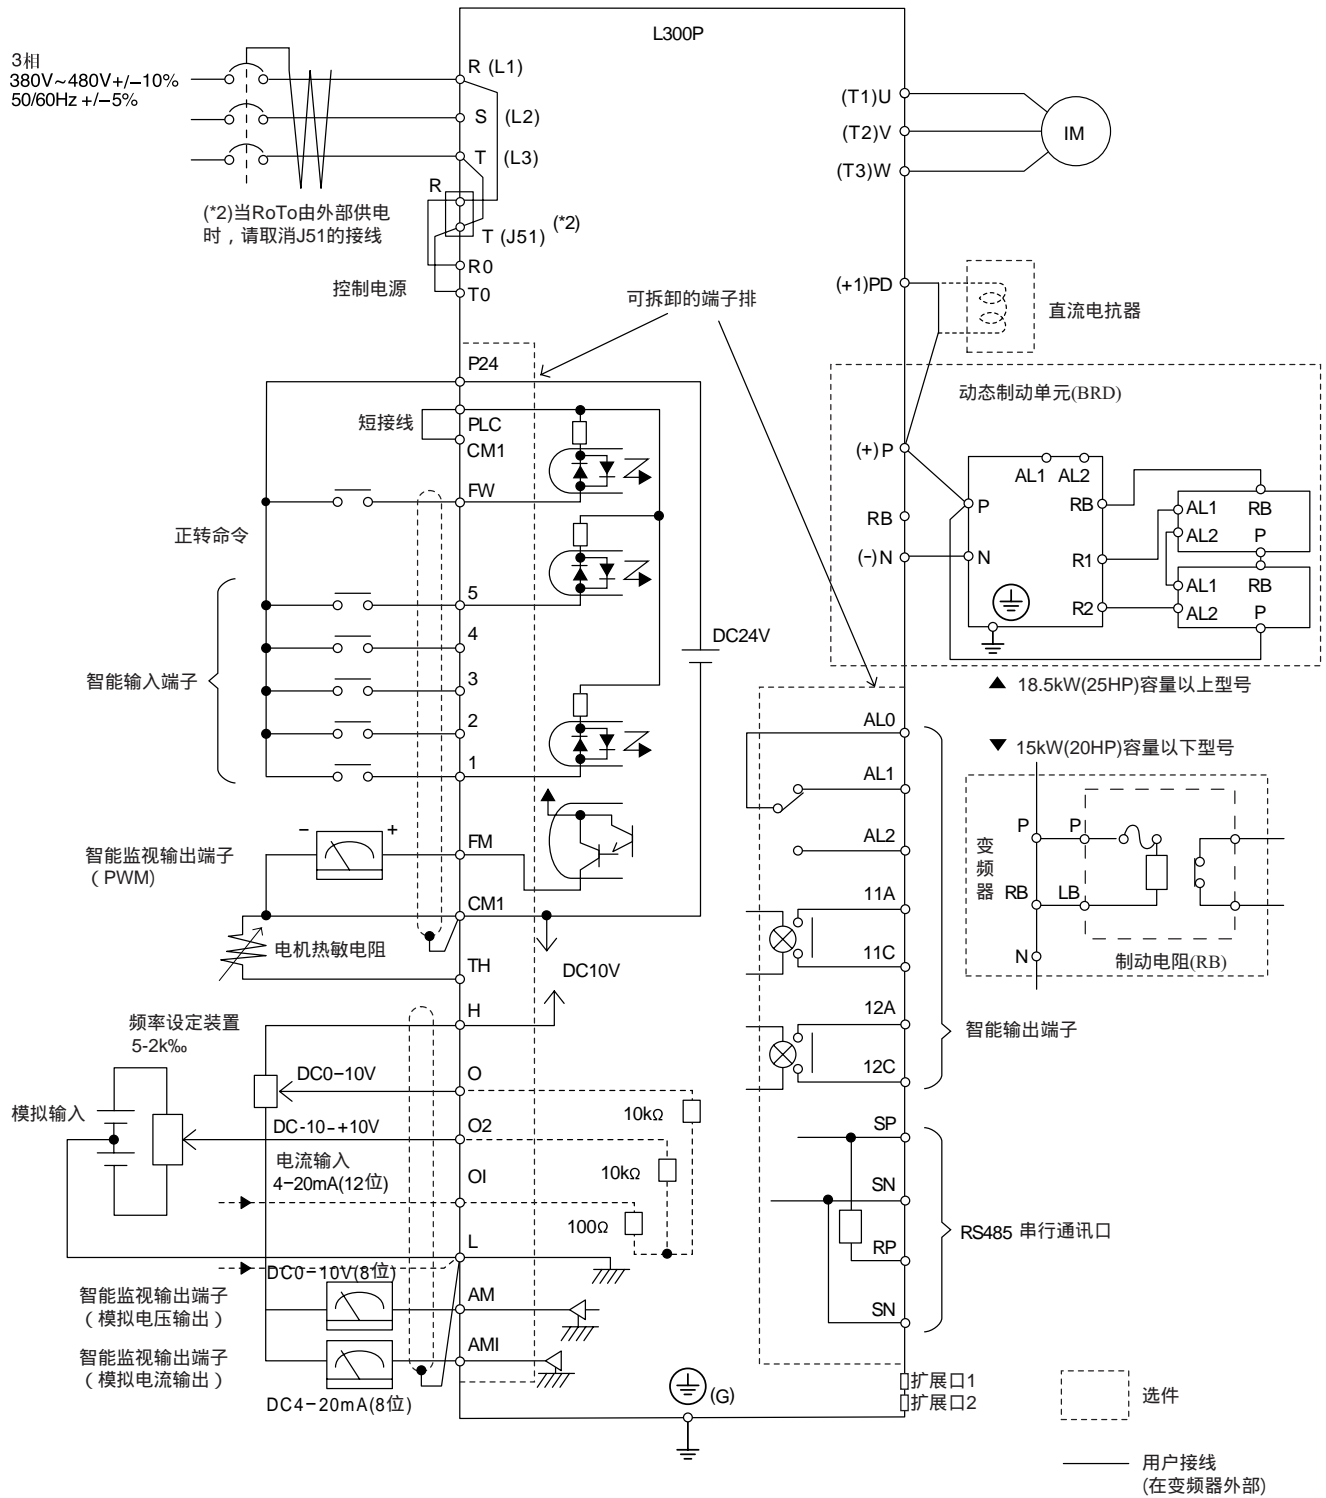 L300P
3相
380V~480V+/-10%
50/60Hz +/-5%
R (L1)
S (L2)
T (L3)
R
T (J51) (*2)
(*2)当RoTo由外部供电
时，请取消J51的接线
R0
控制电源
T0
(T1)U
(T2)V
(T3)W
IM
(+1)PD
直流电抗器
可拆卸的端子排
P24
短接线
PLC
CM1
FW
正转命令
5
4
3
2
1
智能输入端子
DC24V
动态制动单元(BRD)
(+)P
RB
(-)N
AL1 AL2
P
RB
N
R1
R2
AL1 RB
AL2 P
AL1 RB
AL2 P
▲ 18.5kW(25HP)容量以上型号
▼ 15kW(20HP)容量以下型号
变频器
P
P
RB
LB
N
制动电阻(RB)
- +
智能监视输出端子
(PWM)
FM
CM1
电机热敏电阻
TH
DC10V
H
频率设定装置
5-2k‰
DC0-10V
O
10kΩ
模拟输入
DC-10-+10V
O2
10kΩ
电流输入
4-20mA(12位)
OI
100Ω
L
DC0-10V(8位)
智能监视输出端子
(模拟电压输出)
AM
智能监视输出端子
(模拟电流输出)
AMI
DC4-20mA(8位)
AL0
AL1
AL2
11A
11C
12A
12C
智能输出端子
SP
SN
RP
SN
RS485 串行通讯口
(G)
扩展口1
扩展口2
选件
用户接线
(在变频器外部)